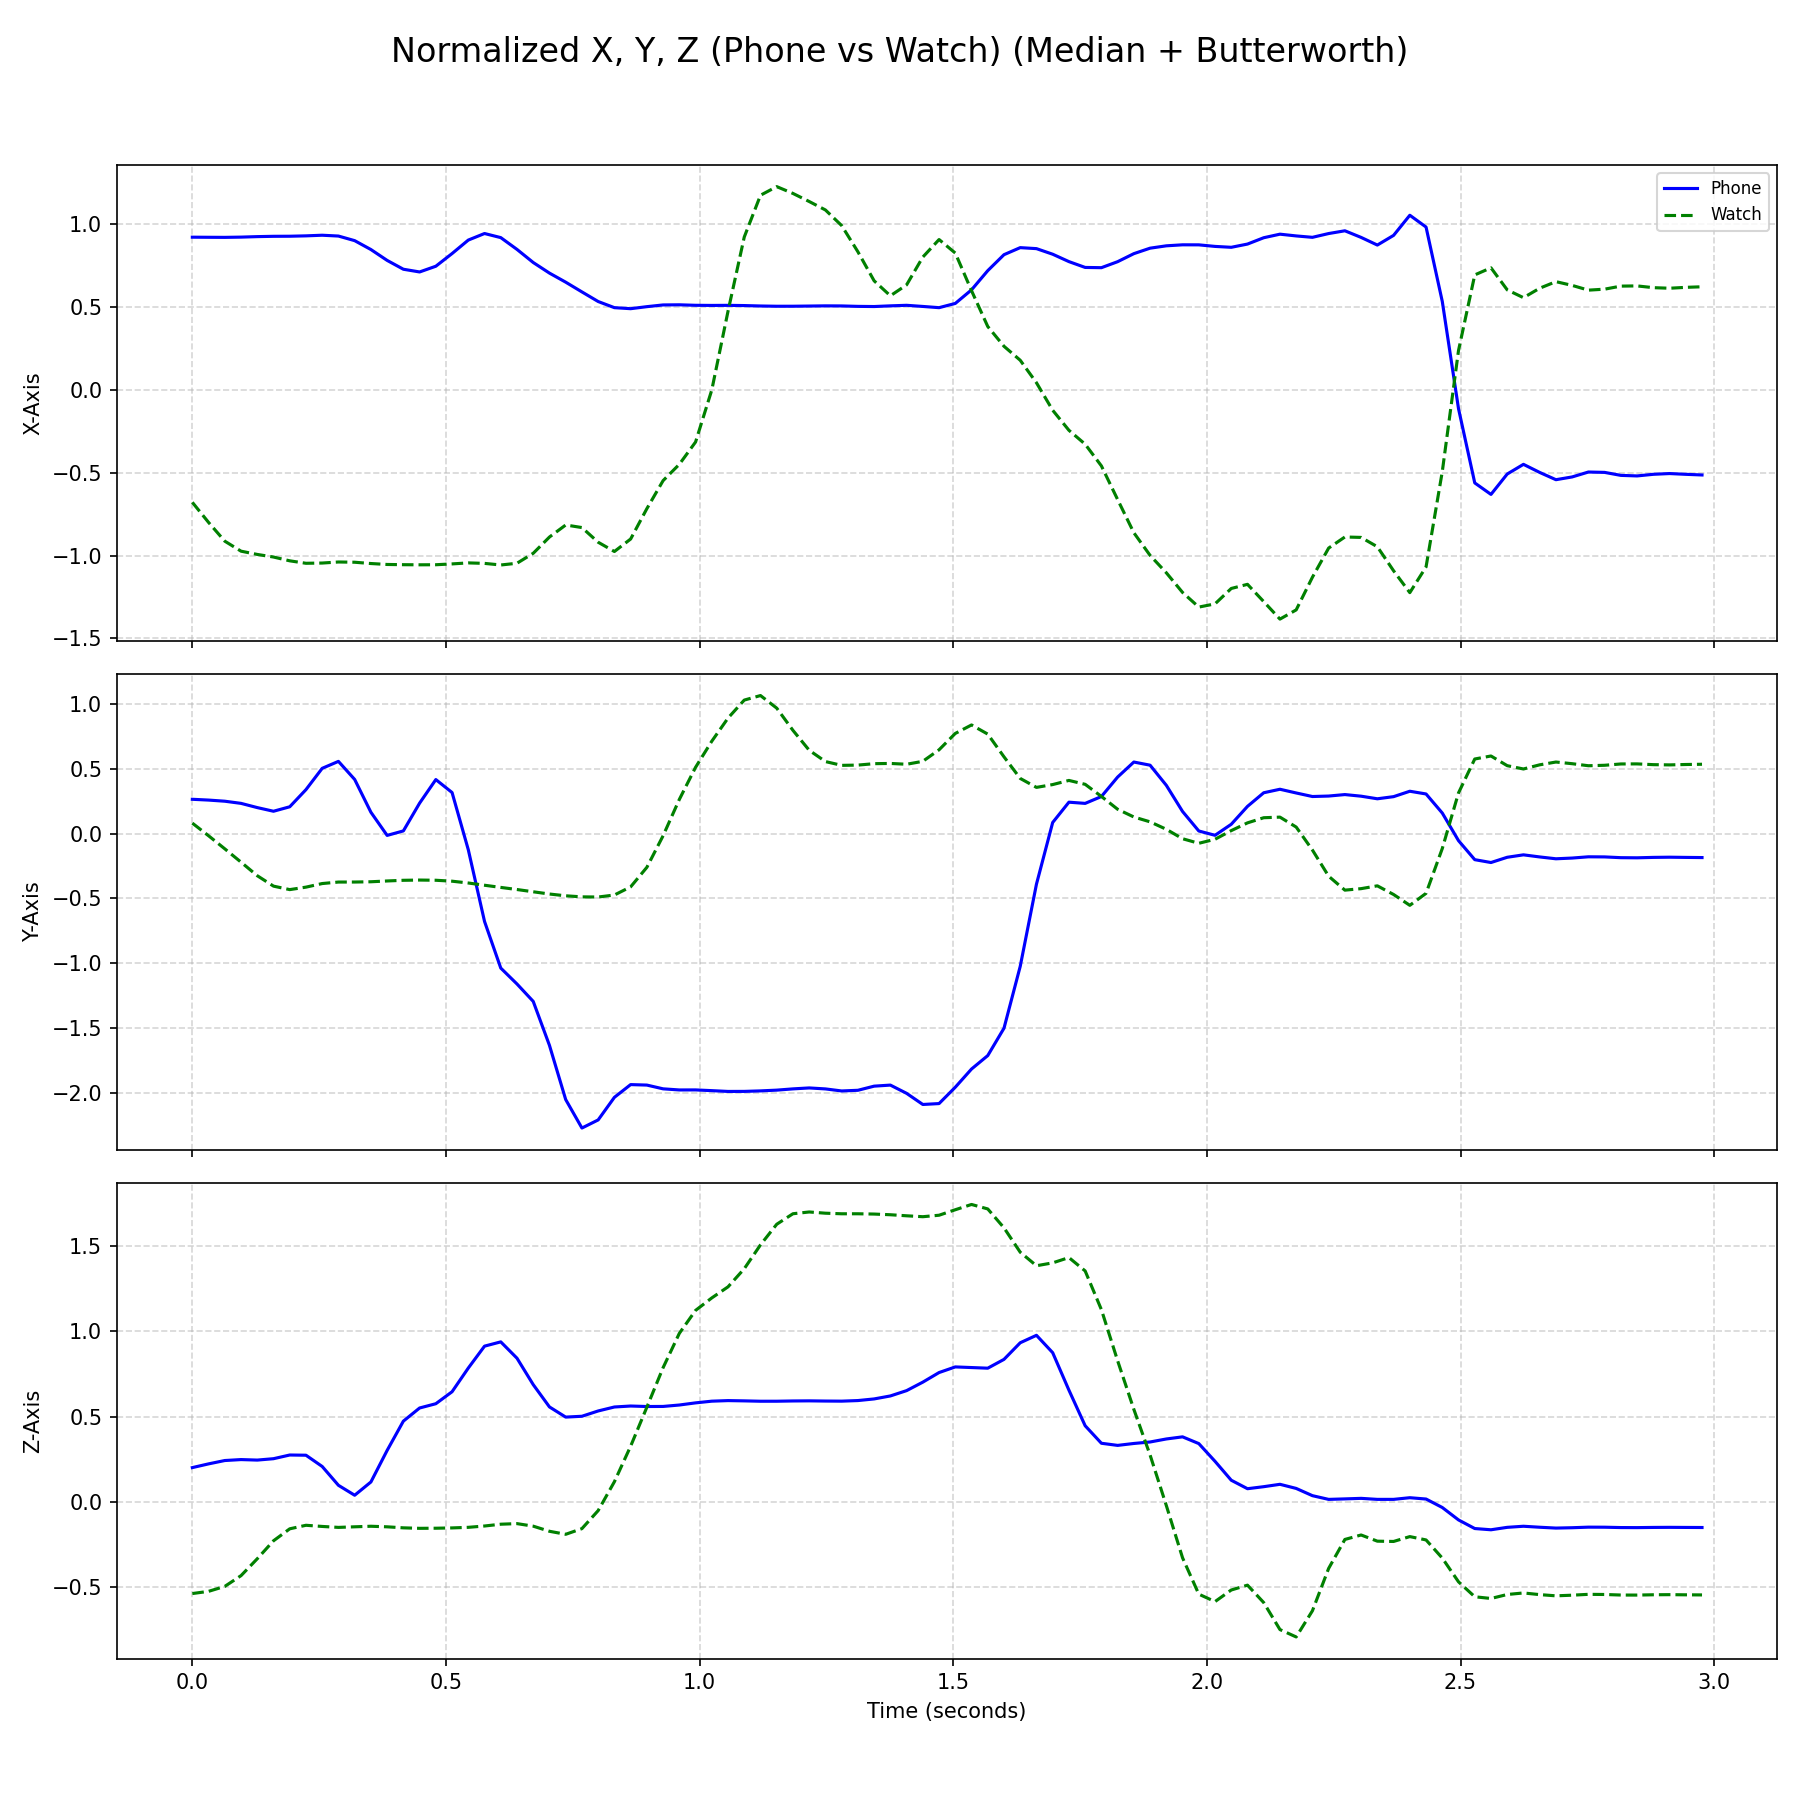 Normalized X, Y, Z (Phone vs Watch) (Median + Butterworth)
Phone
Watch
1.0
0.5
0.0
−0.5
−1.0
−1.5
X-Axis
1.0
0.5
0.0
−0.5
−1.0
−1.5
−2.0
Y-Axis
1.5
1.0
0.5
0.0
−0.5
Z-Axis
0.0 0.5 1.0 1.5 2.0 2.5 3.0
Time (seconds)